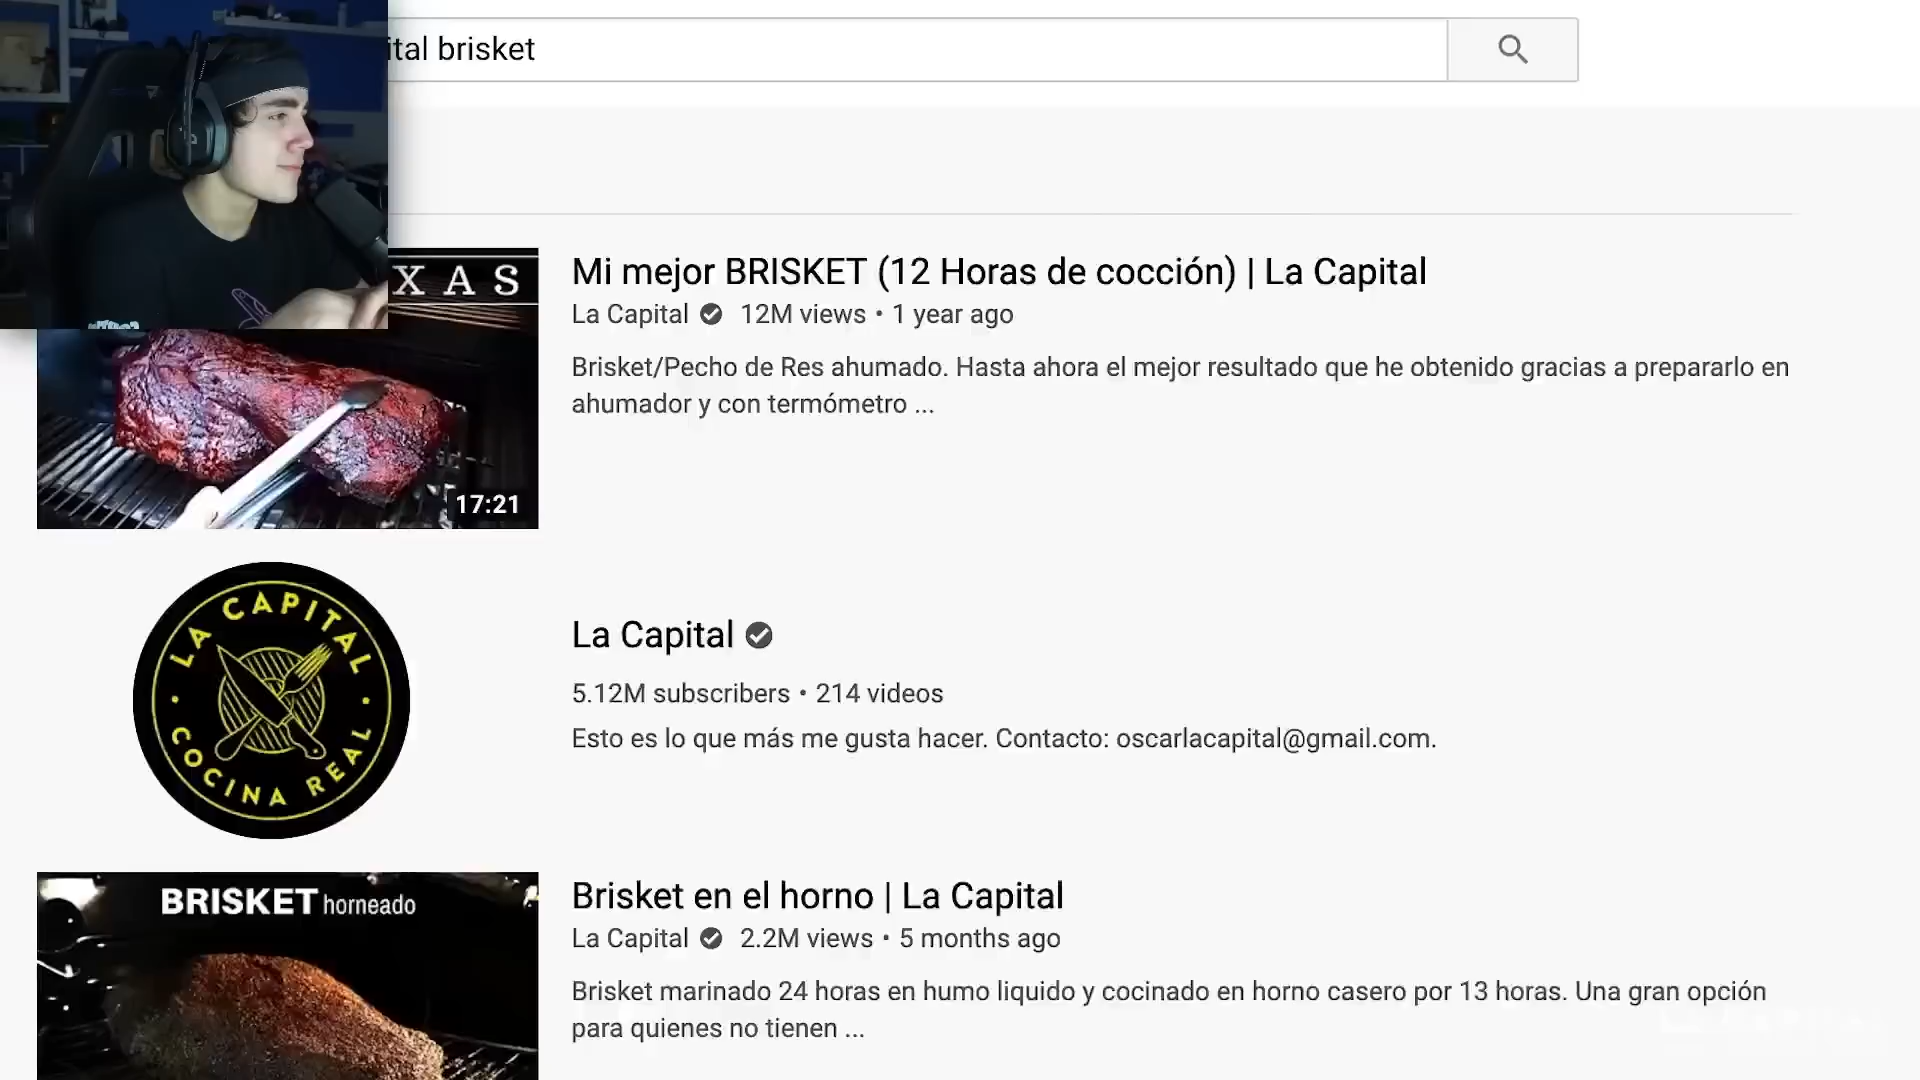 ital brisket
XAS
Mi mejor BRISKET (12 Horas de cocción) | La Capital
La Capital 12M views • 1 year ago
Brisket/Pecho de Res ahumado. Hasta ahora el mejor resultado que he obtenido gracias a prepararlo en
ahumador y con termómetro ...
17:21
LA CAPITAL
COCINA REAL
La Capital
5.12M subscribers • 214 videos
Esto es lo que más me gusta hacer. Contacto: oscarlacapital@gmail.com.
BRISKET horneado
Brisket en el horno | La Capital
La Capital 2.2M views • 5 months ago
Brisket marinado 24 horas en humo liquido y cocinado en horno casero por 13 horas. Una gran opción
para quienes no tienen ...